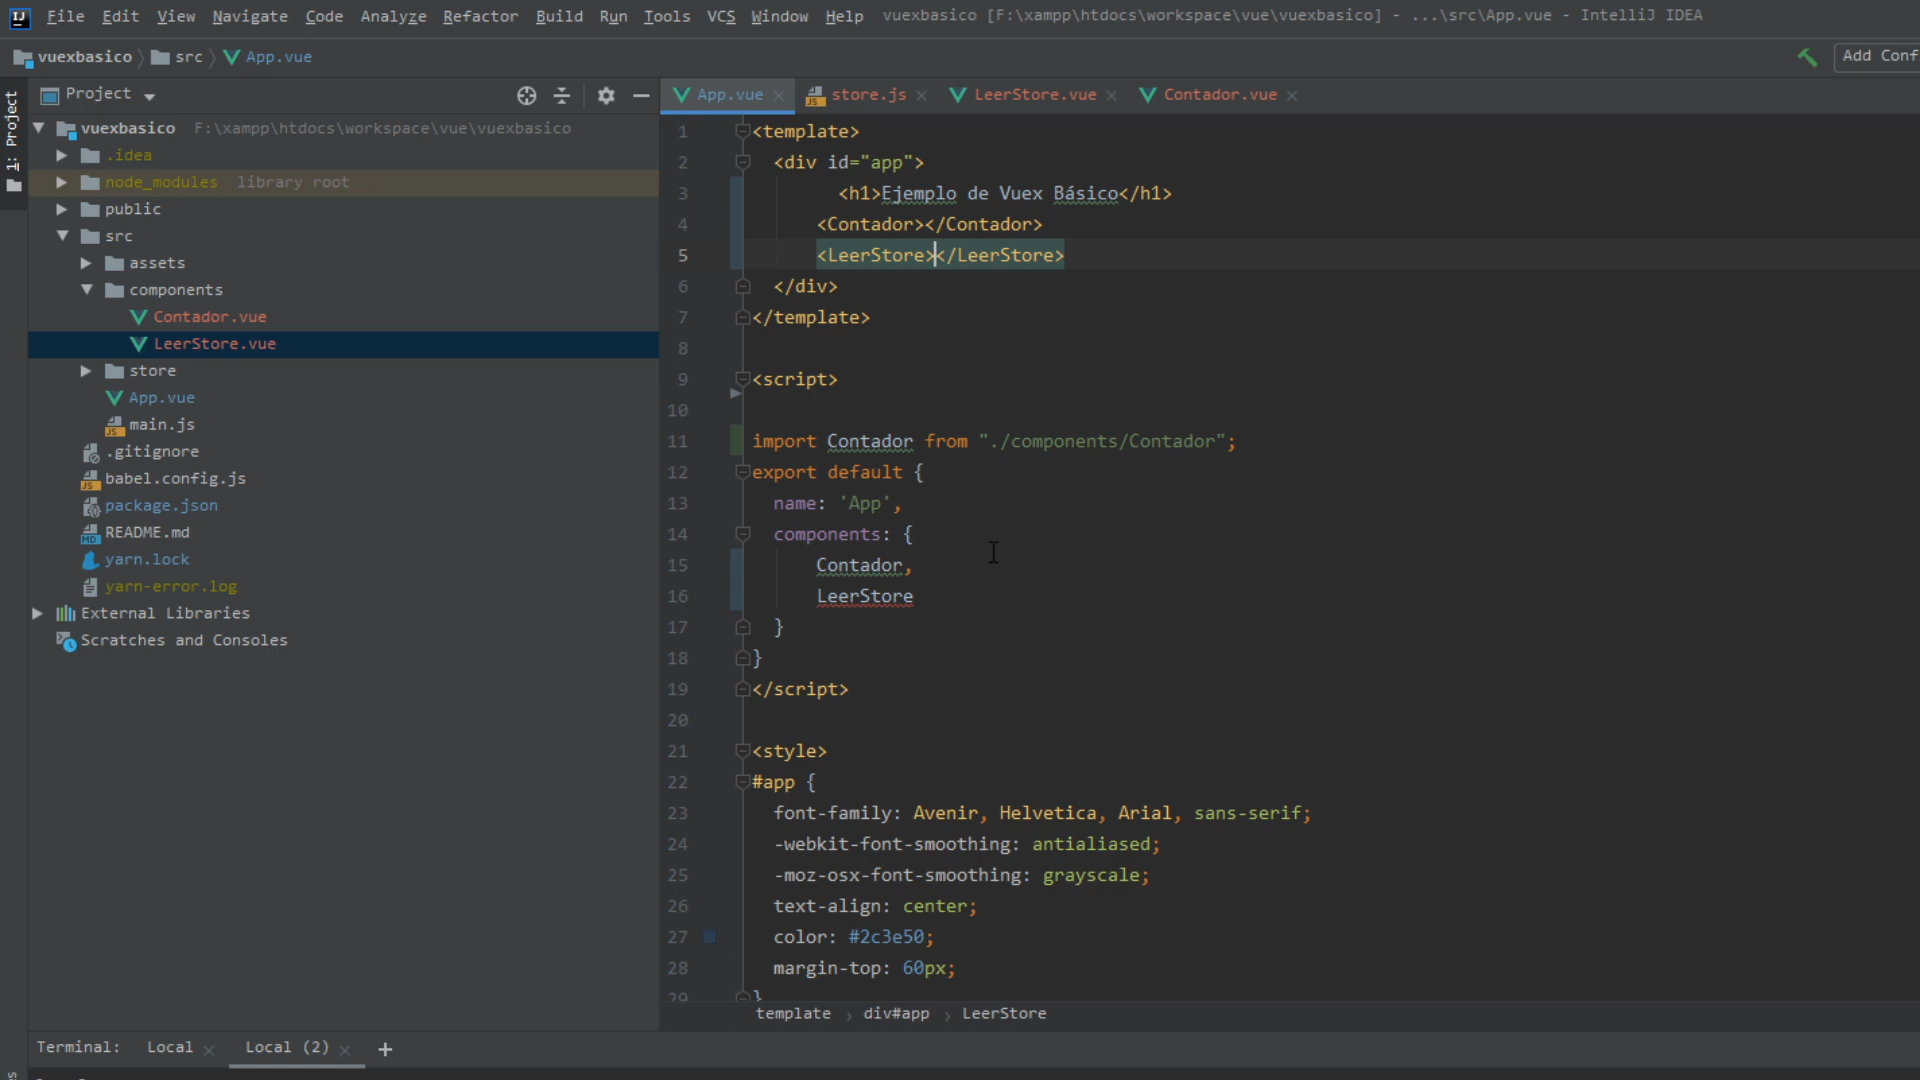 IJ File Edit View Navigate Code Analyze Refactor Build Run Tools VCS Window Help vuexbasico [F:\xampp\htdocs\workspace\vue\vuexbasico] - ...\src\App.vue - IntelliJ IDEA
vuexbasico src App.vue Add Conf
1: Project
Project
App.vue store.js LeerStore.vue Contador.vue
vuexbasico F:\xampp\htdocs\workspace\vue\vuexbasico
.idea
node_modules library root
public
src
assets
components
Contador.vue
LeerStore.vue
store
App.vue
main.js
.gitignore
babel.config.js
package.json
README.md
yarn.lock
yarn-error.log
External Libraries
Scratches and Consoles
1 <template>
2 <div id="app">
3 <h1>Ejemplo de Vuex Básico</h1>
4 <Contador></Contador>
5 <LeerStore></LeerStore>
6 </div>
7 </template>
8
9 <script>
10
11 import Contador from "./components/Contador";
12 export default {
13 name: 'App',
14 components: {
15 Contador,
16 LeerStore
17 }
18 }
19 </script>
20
21 <style>
22 #app {
23 font-family: Avenir, Helvetica, Arial, sans-serif;
24 -webkit-font-smoothing: antialiased;
25 -moz-osx-font-smoothing: grayscale;
26 text-align: center;
27 color: #2c3e50;
28 margin-top: 60px;
29 }
template div#app LeerStore
Terminal: Local Local (2) +